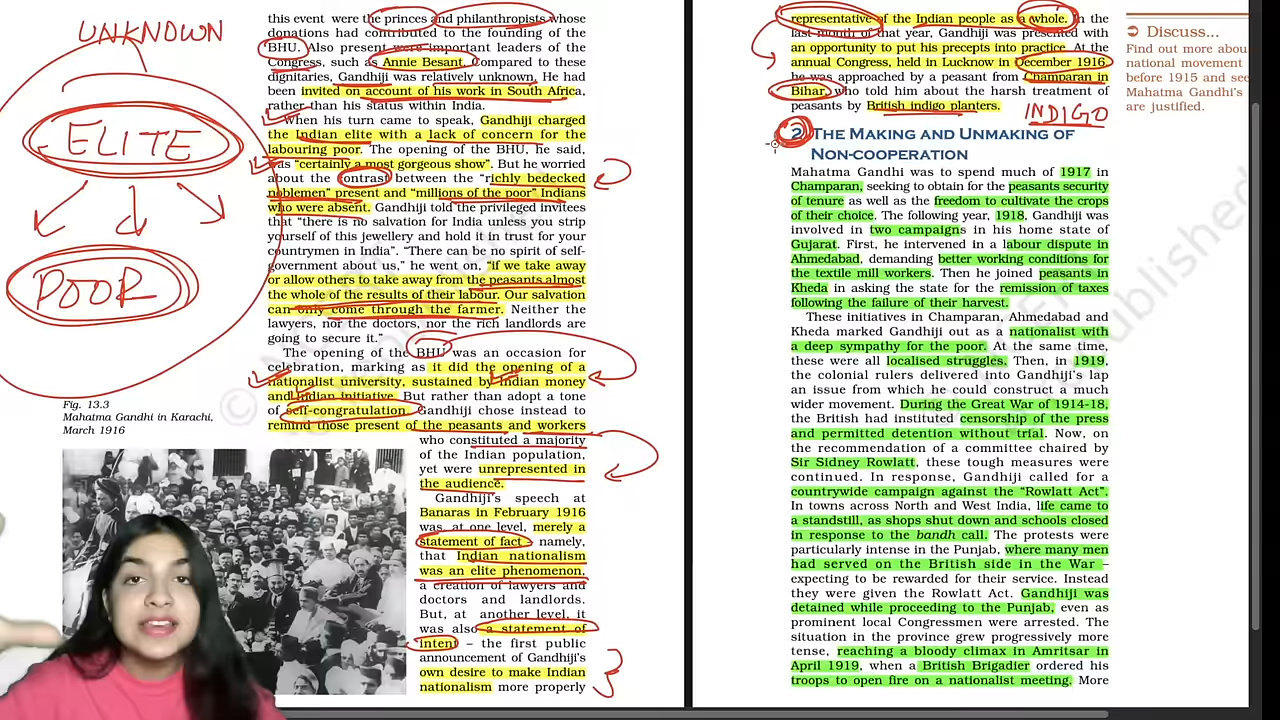 UNKNOWN
ELITE
POOR
this event were the princes and philanthropists whose
donations had contributed to the founding of the
BHU. Also present were important leaders of the
Congress, such as Annie Besant. Compared to these
dignitaries, Gandhiji was relatively unknown. He had
been invited on account of his work in South Africa,
rather than his status within India.
When his turn came to speak, Gandhiji charged
the Indian elite with a lack of concern for the
labouring poor. The opening of the BHU, he said,
was “certainly a most gorgeous show”. But he worried
about the contrast between the “richly bedecked
noblemen” present and “millions of the poor” Indians
who were absent. Gandhiji told the privileged invitees
that “there is no salvation for India unless you strip
yourself of this jewellery and hold it in trust for your
countrymen in India”. “There can be no spirit of self-
government about us,” he went on, “if we take away
or allow others to take away from the peasants almost
the whole of the results of their labour. Our salvation
can only come through the farmer. Neither the
lawyers, nor the doctors, nor the rich landlords are
going to secure it.”
The opening of the BHU was an occasion for
celebration, marking as it did the opening of a
nationalist university, sustained by Indian money
and Indian initiative. But rather than adopt a tone
of self-congratulation, Gandhiji chose instead to
remind those present of the peasants and workers
who constituted a majority
of the Indian population,
yet were unrepresented in
the audience.
Gandhiji’s speech at
Banaras in February 1916
was, at one level, merely a
statement of fact – namely,
that Indian nationalism
was an elite phenomenon,
a creation of lawyers and
doctors and landlords.
But, at another level, it
was also a statement of
intent – the first public
announcement of Gandhiji’s
own desire to make Indian
nationalism more properly
Fig. 13.3
Mahatma Gandhi in Karachi,
March 1916
representative of the Indian people as a whole. In the
last month of that year, Gandhiji was presented with
an opportunity to put his precepts into practice. At the
annual Congress, held in Lucknow in December 1916,
he was approached by a peasant from Champaran in
Bihar, who told him about the harsh treatment of
peasants by British indigo planters.
INDIGO
2. THE MAKING AND UNMAKING OF
NON-COOPERATION
Mahatma Gandhi was to spend much of 1917 in
Champaran, seeking to obtain for the peasants security
of tenure as well as the freedom to cultivate the crops
of their choice. The following year, 1918, Gandhiji was
involved in two campaigns in his home state of
Gujarat. First, he intervened in a labour dispute in
Ahmedabad, demanding better working conditions for
the textile mill workers. Then he joined peasants in
Kheda in asking the state for the remission of taxes
following the failure of their harvest.
These initiatives in Champaran, Ahmedabad and
Kheda marked Gandhiji out as a nationalist with
a deep sympathy for the poor. At the same time,
these were all localised struggles. Then, in 1919,
the colonial rulers delivered into Gandhiji’s lap
an issue from which he could construct a much
wider movement. During the Great War of 1914-18,
the British had instituted censorship of the press
and permitted detention without trial. Now, on
the recommendation of a committee chaired by
Sir Sidney Rowlatt, these tough measures were
continued. In response, Gandhiji called for a
countrywide campaign against the “Rowlatt Act”.
In towns across North and West India, life came to
a standstill, as shops shut down and schools closed
in response to the bandh call. The protests were
particularly intense in the Punjab, where many men
had served on the British side in the War –
expecting to be rewarded for their service. Instead
they were given the Rowlatt Act. Gandhiji was
detained while proceeding to the Punjab, even as
prominent local Congressmen were arrested. The
situation in the province grew progressively more
tense, reaching a bloody climax in Amritsar in
April 1919, when a British Brigadier ordered his
troops to open fire on a nationalist meeting. More
Discuss...
Find out more abou
national movement
before 1915 and see
Mahatma Gandhi's
are justified.